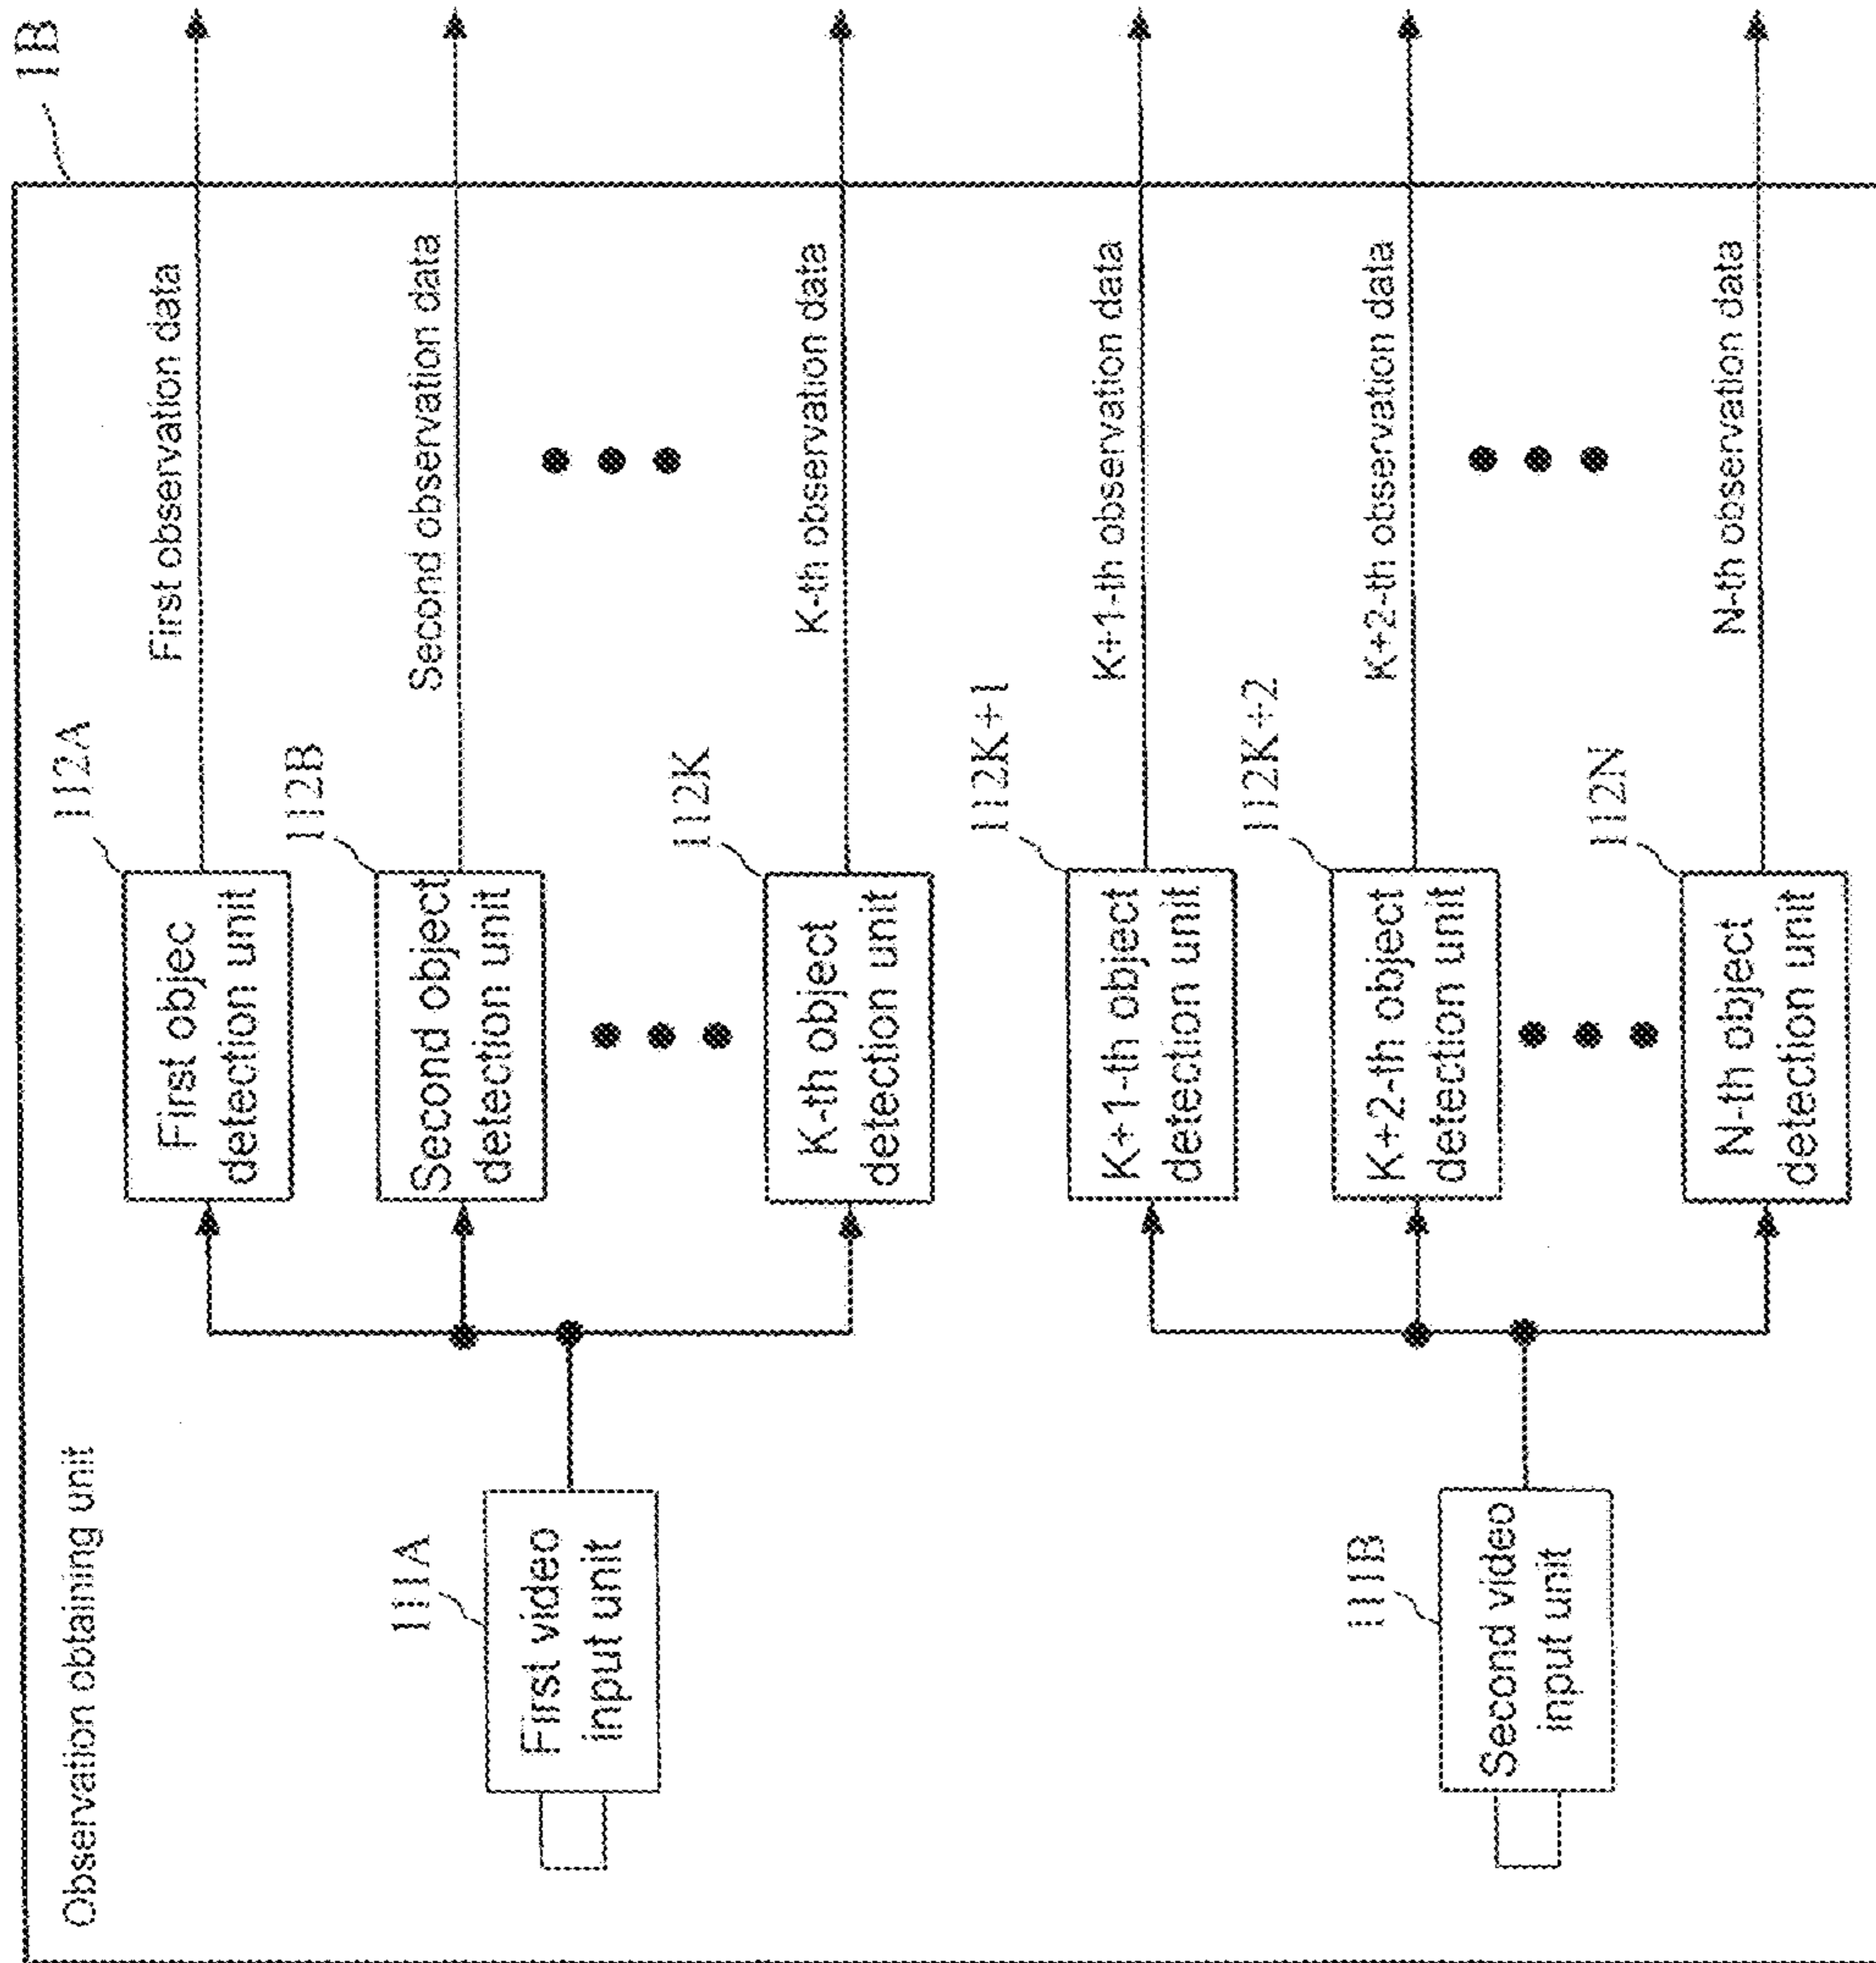 Observation obtaining unit
1B
111A
First video
input unit
112A
First objec
detection unit
First observation data
112B
Second object
detection unit
Second observation data
112K
K-th object
detection unit
K-th observation data
111B
Second video
input unit
112K+1
K+1-th object
detection unit
K+1-th observation data
112K+2
K+2-th object
detection unit
K+2-th observation data
112N
N-th object
detection unit
N-th observation data